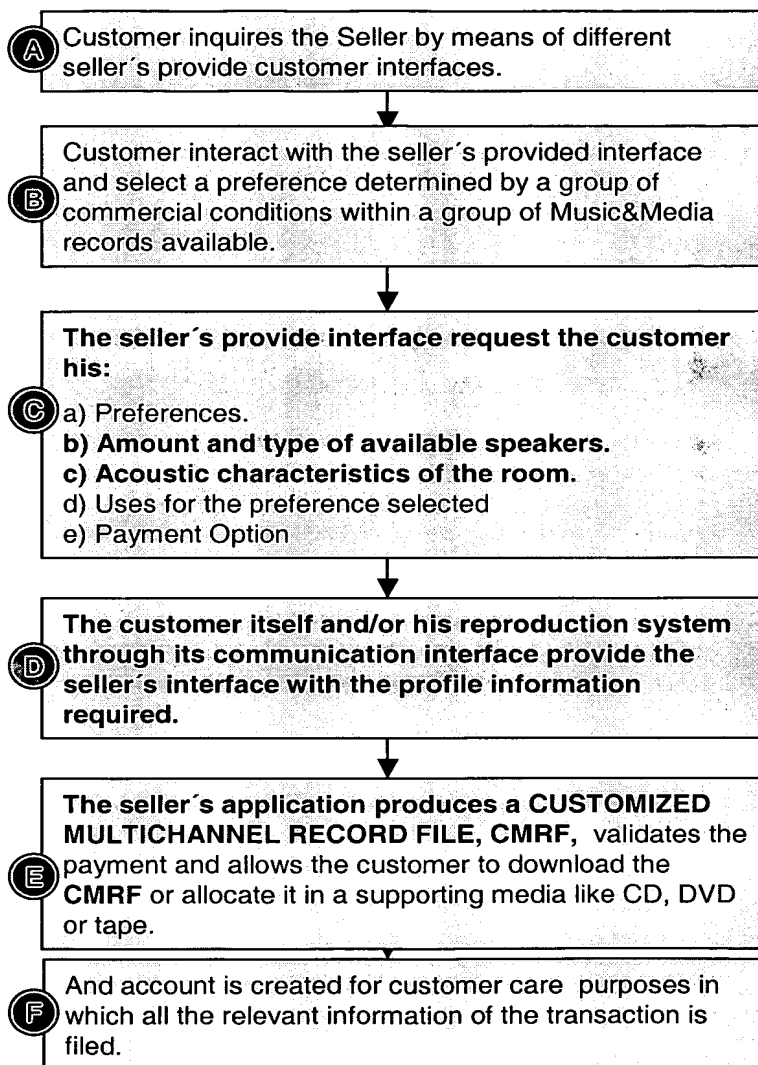 A
Customer inquires the Seller by means of different
seller´s provide customer interfaces.
B
Customer interact with the seller´s provided interface
and select a preference determined by a group of
commercial conditions within a group of Music&Media
records available.
C
The seller´s provide interface request the customer
his:
a) Preferences.
b) Amount and type of available speakers.
c) Acoustic characteristics of the room.
d) Uses for the preference selected
e) Payment Option
D
The customer itself and/or his reproduction system
through its communication interface provide the
seller´s interface with the profile information
required.
E
The seller´s application produces a CUSTOMIZED
MULTICHANNEL RECORD FILE, CMRF, validates the
payment and allows the customer to download the
CMRF or allocate it in a supporting media like CD, DVD
or tape.
F
And account is created for customer care purposes in
which all the relevant information of the transaction is
filed.